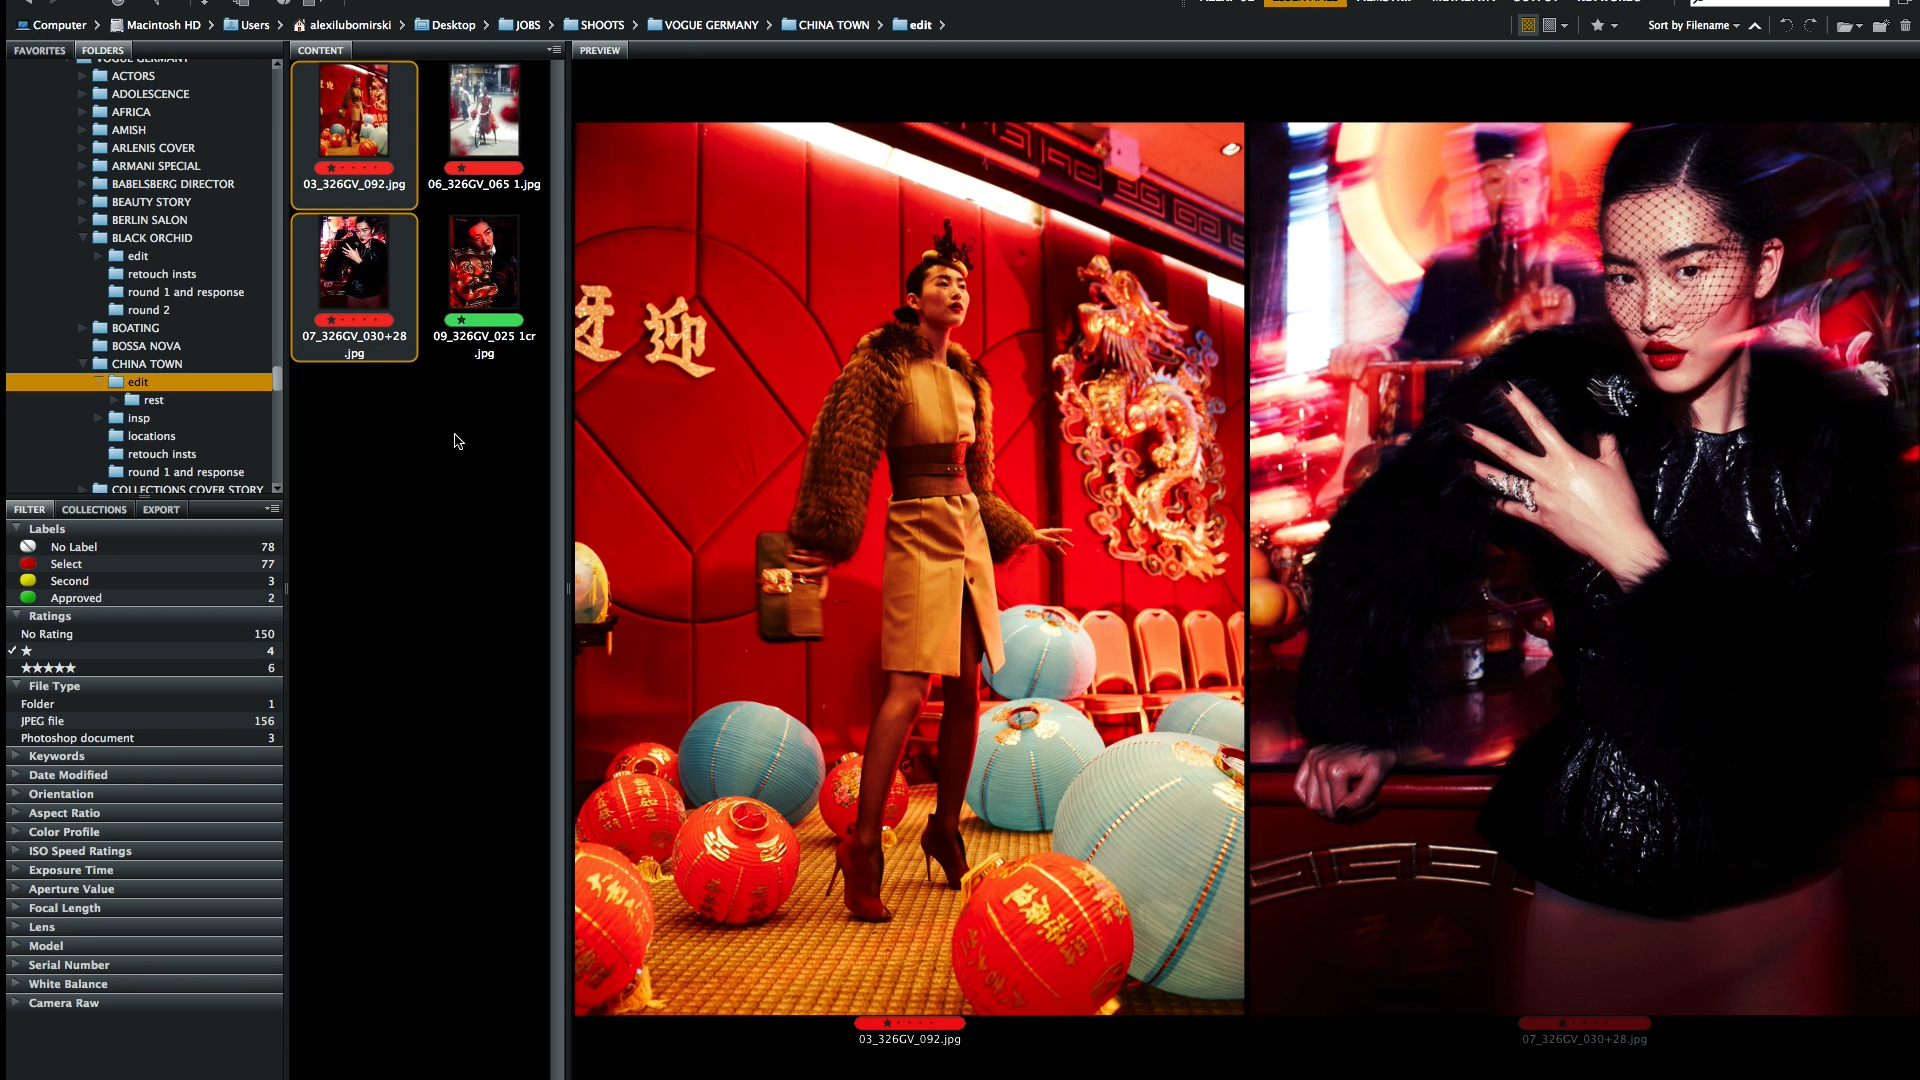 Computer
Macintosh HD
Users
alexilubomirski
Desktop
JOBS
SHOOTS
VOGUE GERMANY
CHINA TOWN
edit
Sort by Filename
FAVORITES
FOLDERS
VOGUE GERMANY
ACTORS
ADOLESCENCE
AFRICA
AMISH
ARLENIS COVER
ARMANI SPECIAL
BABELSBERG DIRECTOR
BEAUTY STORY
BERLIN SALON
BLACK ORCHID
edit
retouch insts
round 1 and response
round 2
BOATING
BOSSA NOVA
CHINA TOWN
edit
rest
insp
locations
retouch insts
round 1 and response
COLLECTIONS COVER STORY
FILTER
COLLECTIONS
EXPORT
Labels
No Label 78
Select 77
Second 3
Approved 2
Ratings
No Rating 150
★ 4
★★★★★ 6
File Type
Folder 1
JPEG file 156
Photoshop document 3
Keywords
Date Modified
Orientation
Aspect Ratio
Color Profile
ISO Speed Ratings
Exposure Time
Aperture Value
Focal Length
Lens
Model
Serial Number
White Balance
Camera Raw
CONTENT
03_326GV_092.jpg
06_326GV_065 1.jpg
07_326GV_030+28
.jpg
09_326GV_025 1cr
.jpg
PREVIEW
迎
03_326GV_092.jpg
07_326GV_030+28.jpg